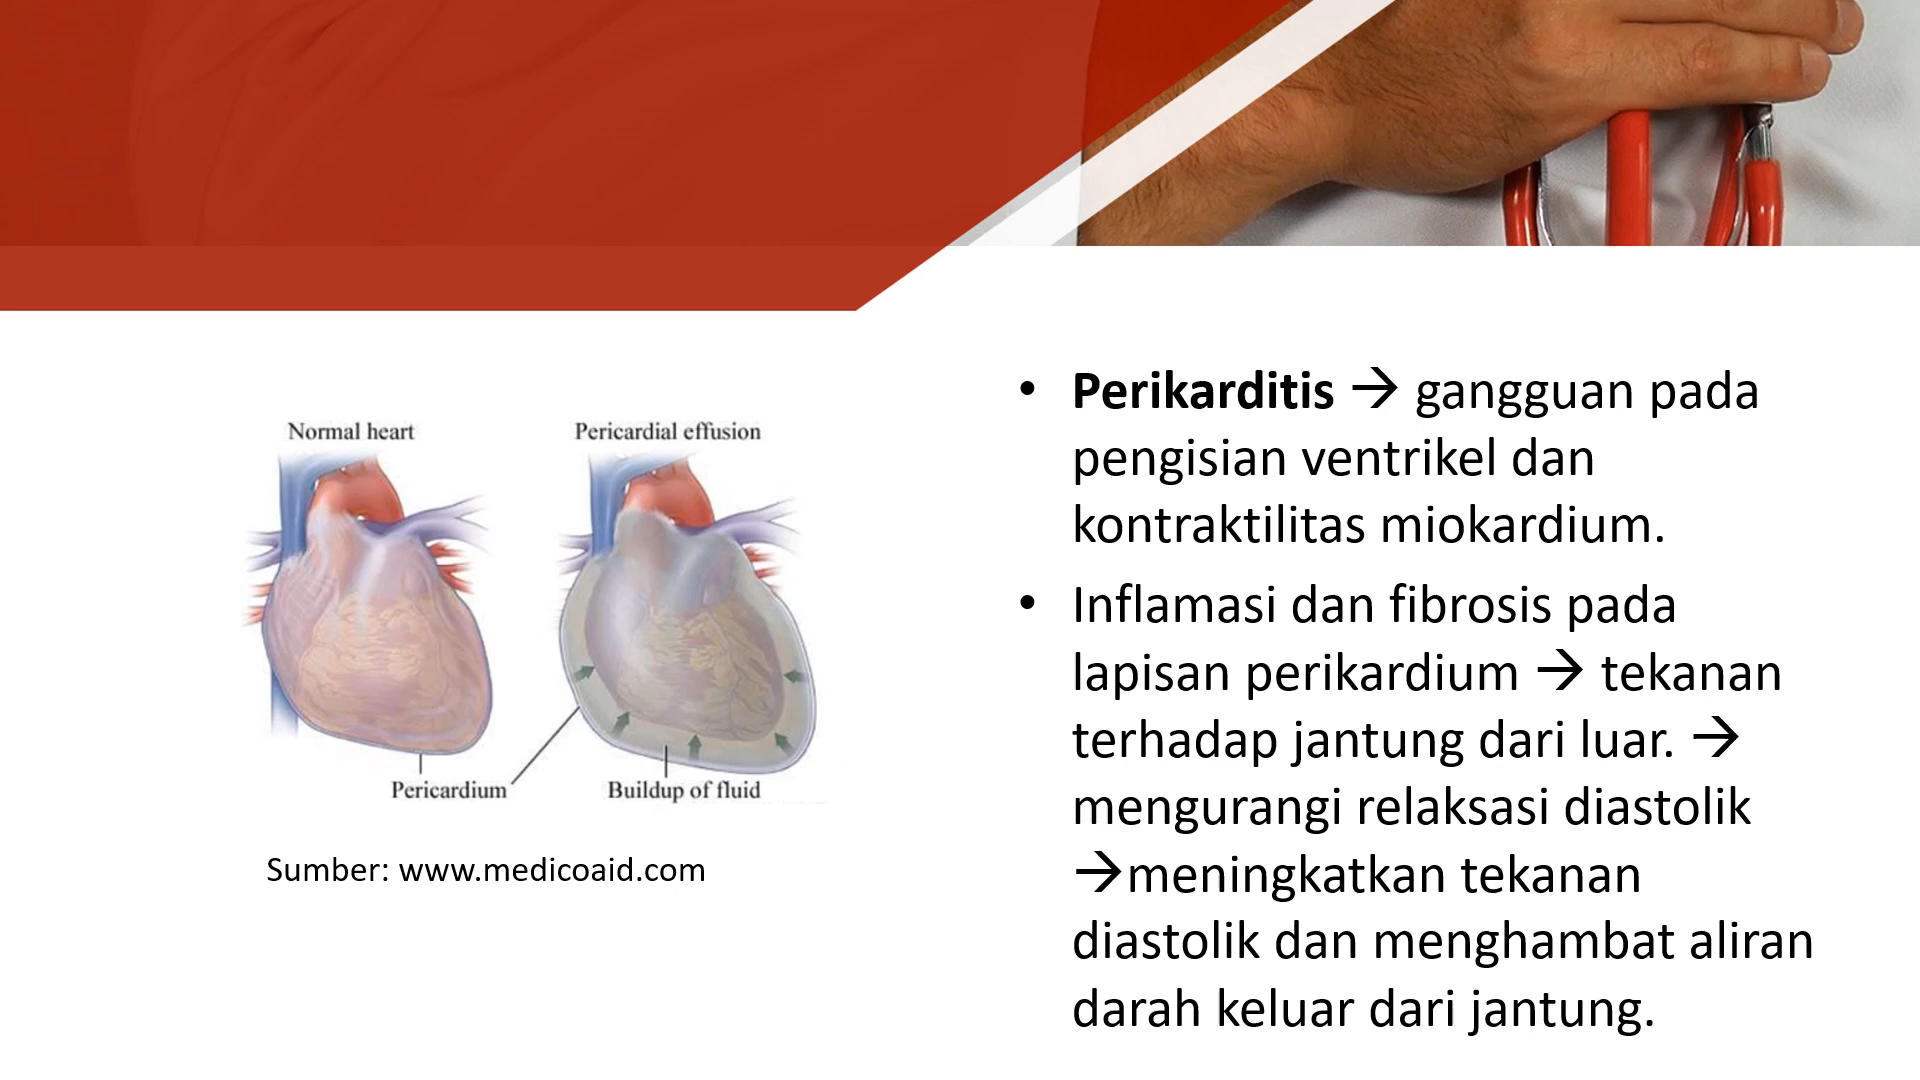 Normal heart
Pericardial effusion
Pericardium
Buildup of fluid
Sumber: www.medicoaid.com
• Perikarditis → gangguan pada
pengisian ventrikel dan
kontraktilitas miokardium.
• Inflamasi dan fibrosis pada
lapisan perikardium → tekanan
terhadap jantung dari luar. →
mengurangi relaksasi diastolik
→meningkatkan tekanan
diastolik dan menghambat aliran
darah keluar dari jantung.